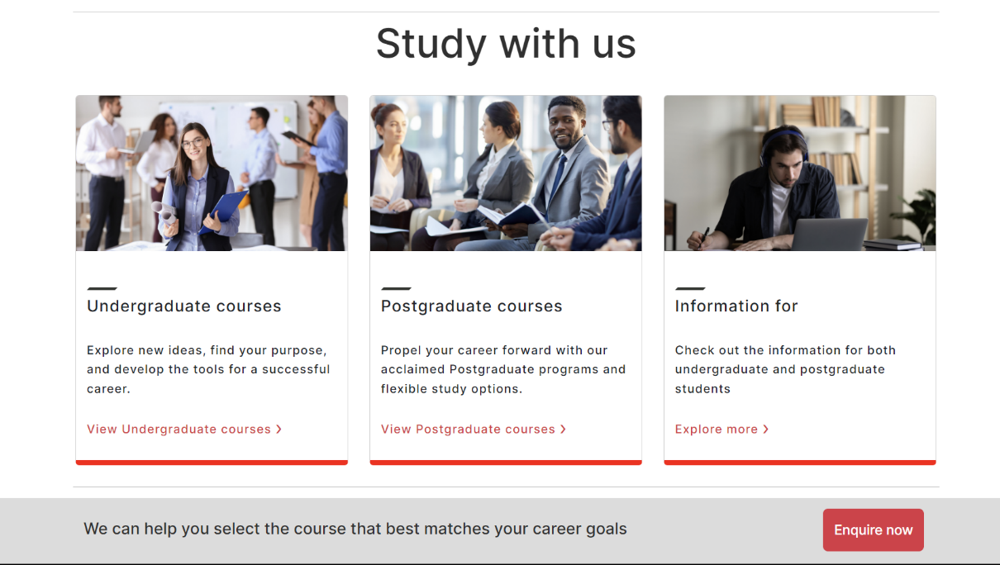 Study with us
Undergraduate courses
Explore new ideas, find your purpose,
and develop the tools for a successful
career.
View Undergraduate courses
Postgraduate courses
Propel your career forward with our
acclaimed Postgraduate programs and
flexible study options.
View Postgraduate courses
Information for
Check out the information for both
undergraduate and postgraduate
students
Explore more
We can help you select the course that best matches your career goals
Enquire now